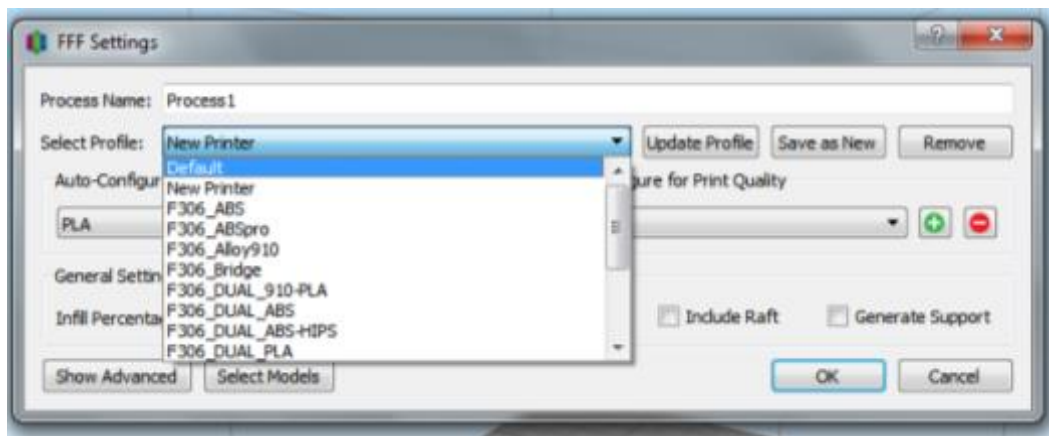 FFF Settings
Process Name: Process1
Select Profile: New Printer Update Profile Save as New Remove
Default
Auto-Configur gure for Print Quality
New Printer
F306_ABS
PLA
F306_ABSpro
F306_Alloy910
General Settin
F306_Bridge
F306_DUAL_910-PLA
F306_DUAL_ABS
Infill Percenta Include Raft Generate Support
F306_DUAL_ABS-HIPS
F306_DUAL_PLA
Show Advanced Select Models OK Cancel